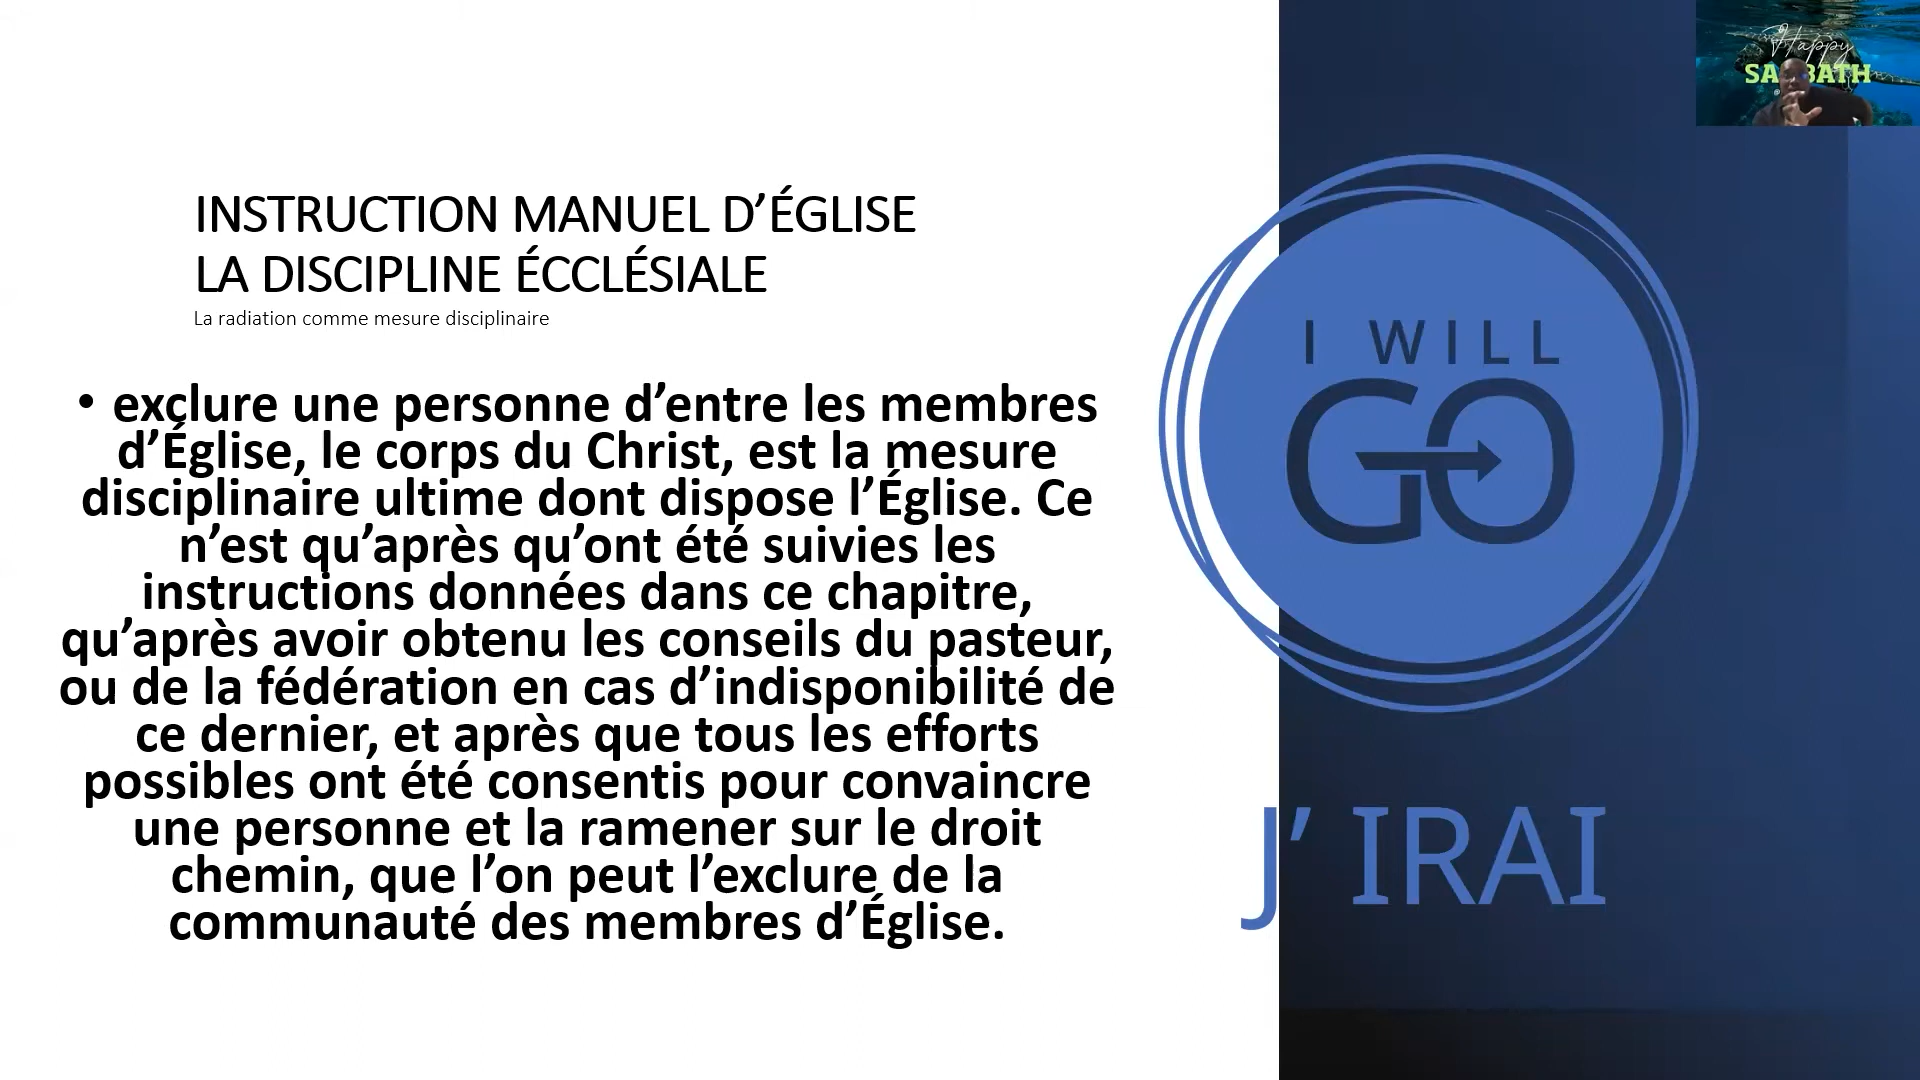 Happy
SABBATH
INSTRUCTION MANUEL D’ÉGLISE
LA DISCIPLINE ÉCCLÉSIALE
La radiation comme mesure disciplinaire
• exclure une personne d’entre les membres
d’Église, le corps du Christ, est la mesure
disciplinaire ultime dont dispose l’Église. Ce
n’est qu’après qu’ont été suivies les
instructions données dans ce chapitre,
qu’après avoir obtenu les conseils du pasteur,
ou de la fédération en cas d’indisponibilité de
ce dernier, et après que tous les efforts
possibles ont été consentis pour convaincre
une personne et la ramener sur le droit
chemin, que l’on peut l’exclure de la
communauté des membres d’Église.
I WILL
GO
J’ IRAI